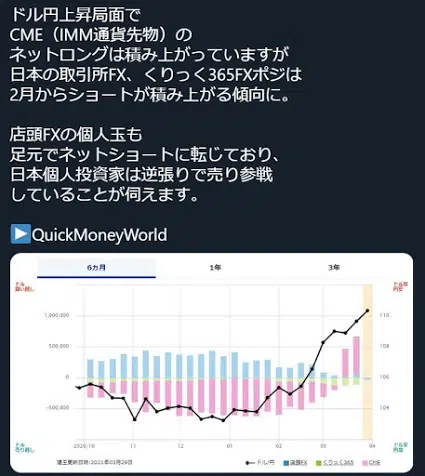 ドル円上昇局面で
CME（IMM通貨先物）の
ネットロングは積み上がっていますが
日本の取引所FX、くりっく365FXポジは
2月からショートが積み上がる傾向に。
店頭FXの個人玉も
足元でネットショートに転じており、
日本個人投資家は逆張りで売り参戦
していることが伺えます。
▶QuickMoneyWorld
6カ月 1年 3年
ドル
買い越し
ドル高
円安
1,000,000 110
500,000 108
0 106
-500,000 104
ドル
売り越し
ドル安
円高
2020/10 11 12 01 02 03 04
建玉更新日時:2021年03月29日
ドル/円 店頭FX くりっく365 CME